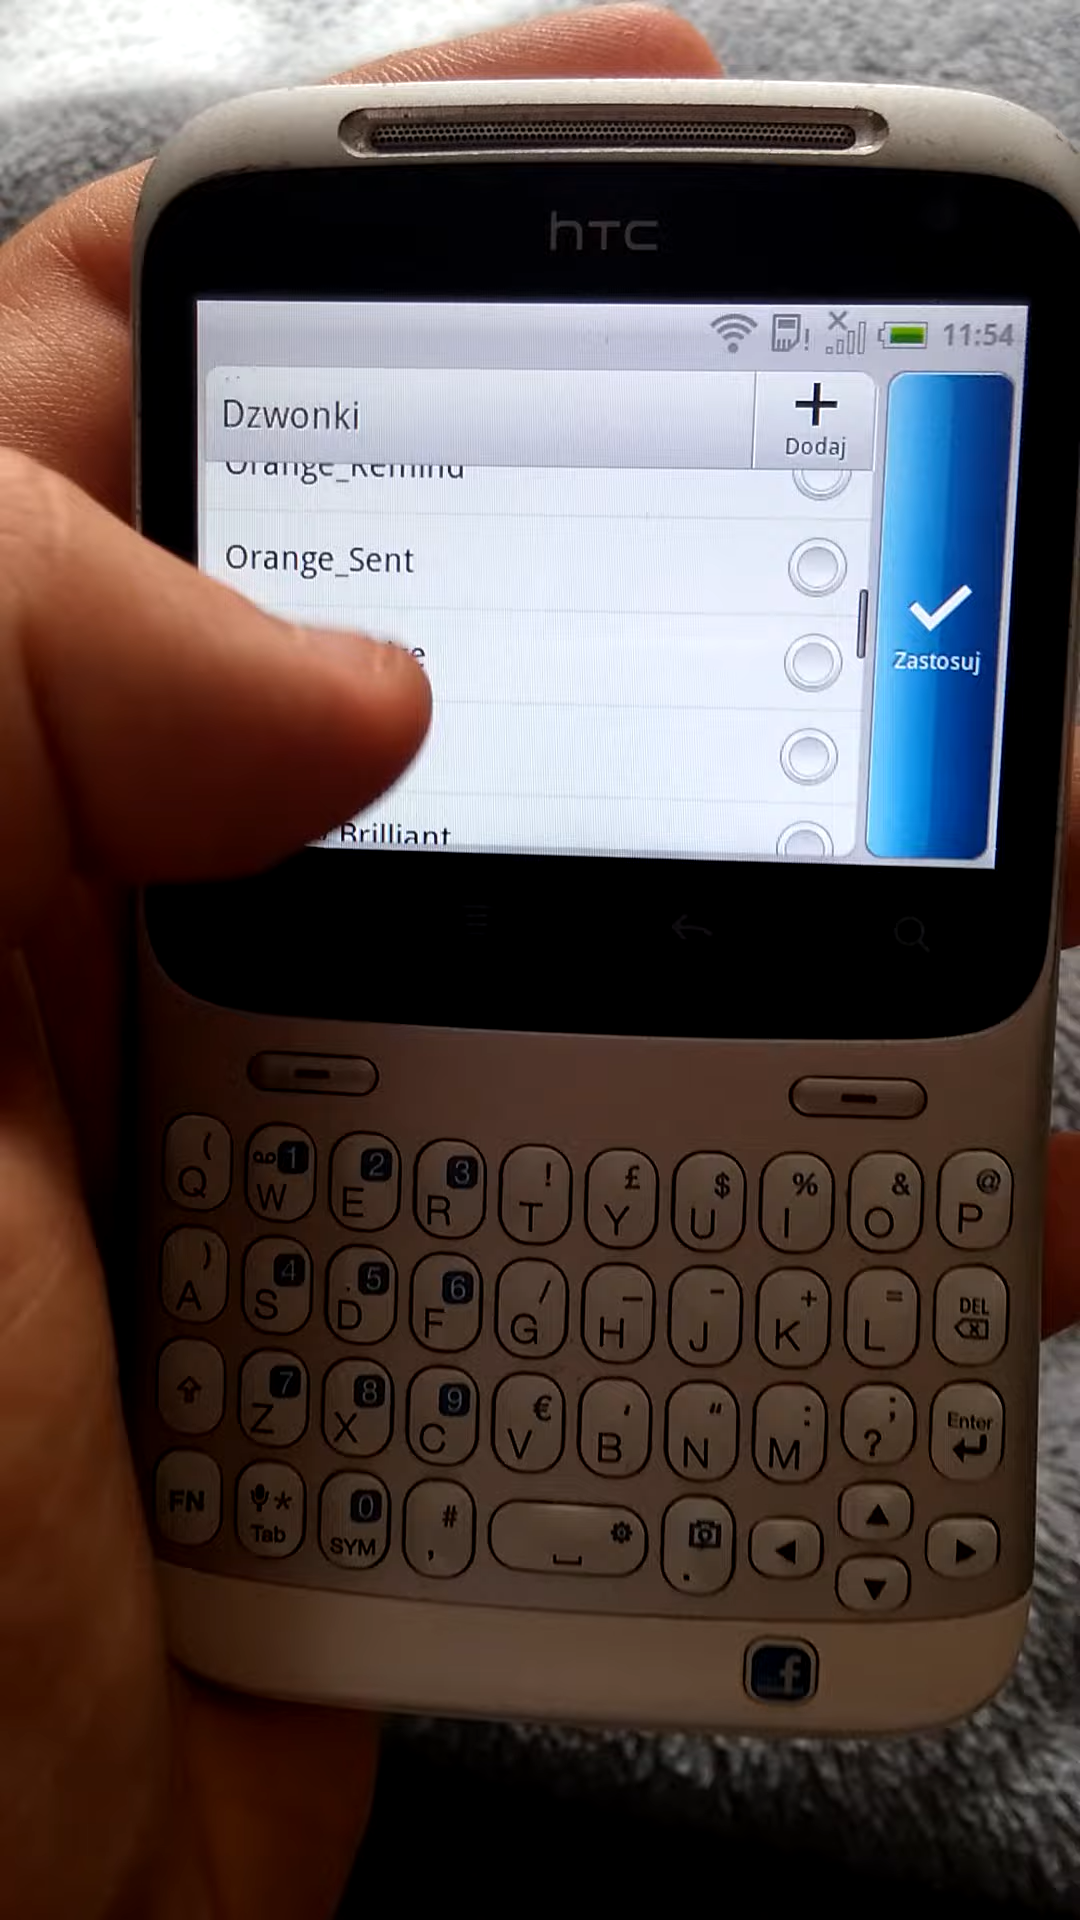 hTC
11:54
Dzwonki
Dodaj
Orange_Remind
Orange_Sent
Zastosuj
Brilliant
( Q 1 W 2 E 3 R ! T £ Y $ U % I & O @ P
) A 4 S 5 D 6 F / G – H - J + K = L DEL
7 Z 8 X 9 C € V ' B " N : M ; ? Enter
FN * Tab 0 SYM # , .
f